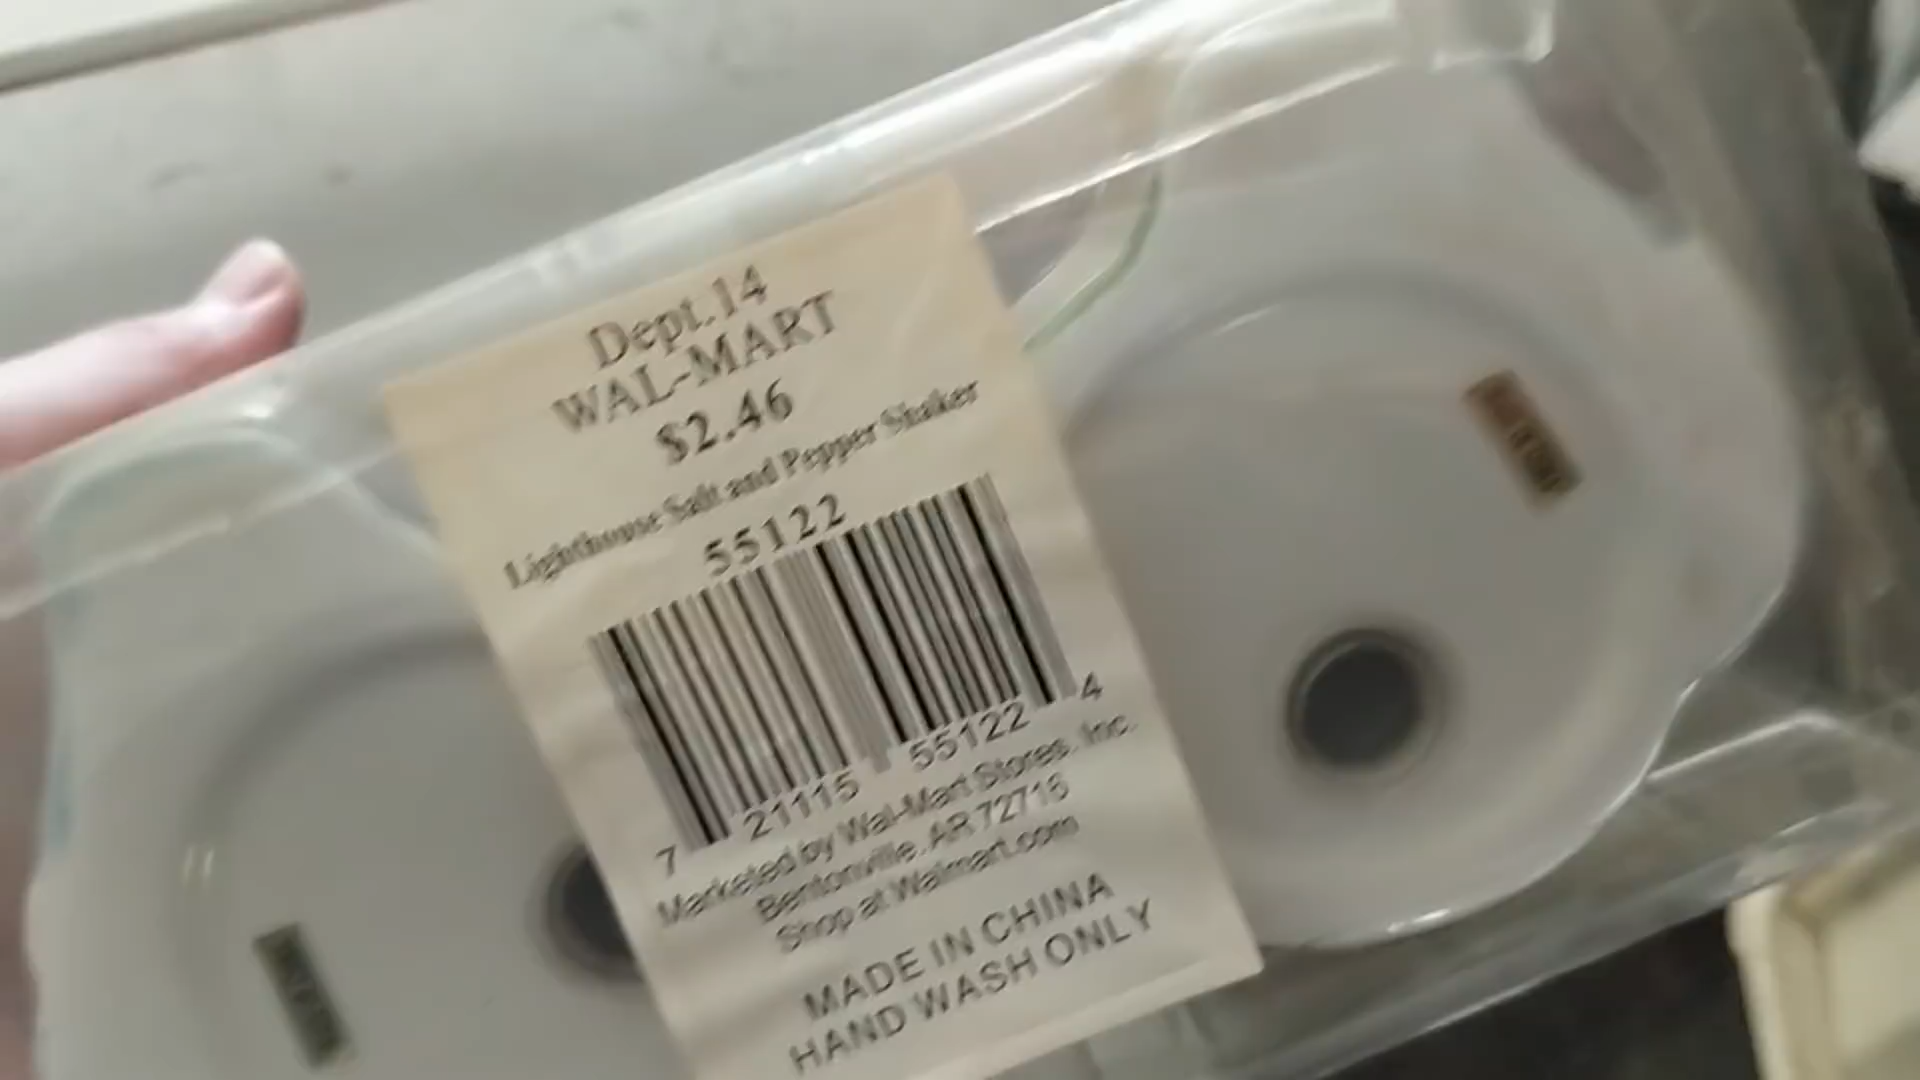 Dept.14
WAL-MART
$2.46
Lighthouse Salt and Pepper Shaker
55122
7 21115 55122 4
Marketed by Wal-Mart Stores, Inc.
Bentonville, AR 72716
Shop at Walmart.com
MADE IN CHINA
HAND WASH ONLY